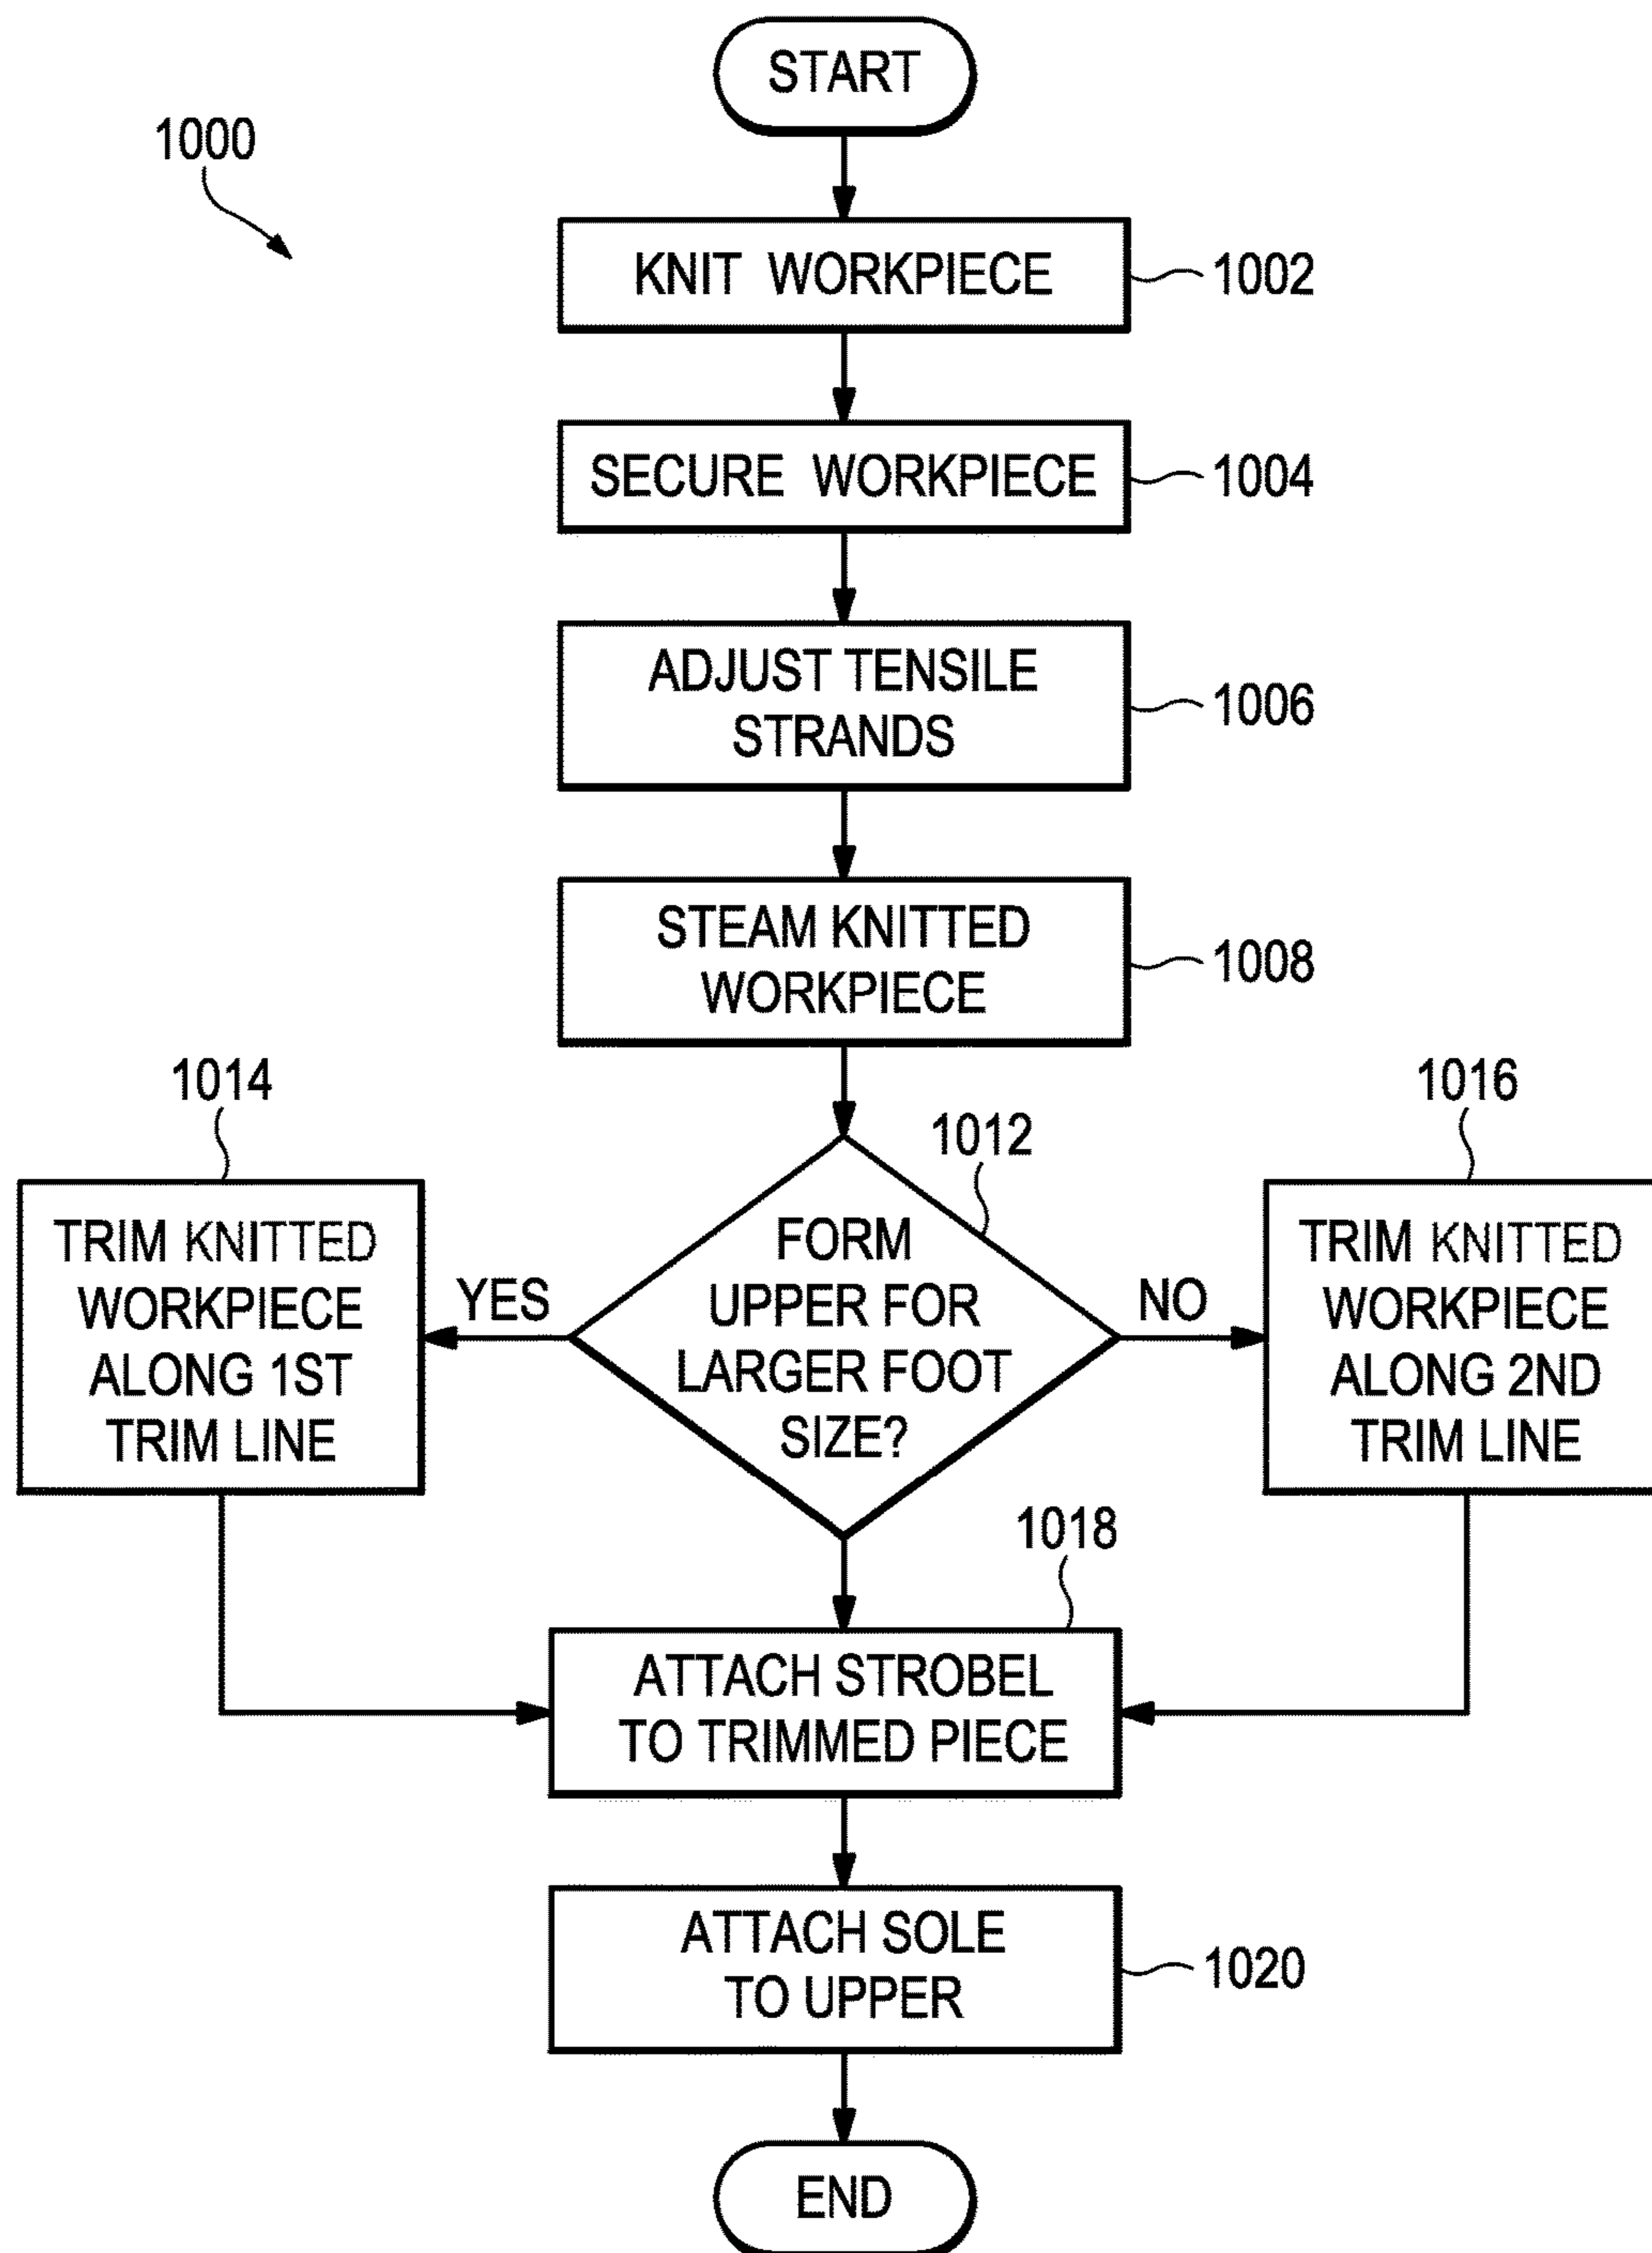 START
1000
KNIT WORKPIECE
1002
SECURE WORKPIECE
1004
ADJUST TENSILE
STRANDS
1006
STEAM KNITTED
WORKPIECE
1008
1014
1012
1016
TRIM KNITTED
WORKPIECE
ALONG 1ST
TRIM LINE
YES
FORM
UPPER FOR
LARGER FOOT
SIZE?
NO
TRIM KNITTED
WORKPIECE
ALONG 2ND
TRIM LINE
1018
ATTACH STROBEL
TO TRIMMED PIECE
ATTACH SOLE
TO UPPER
1020
END